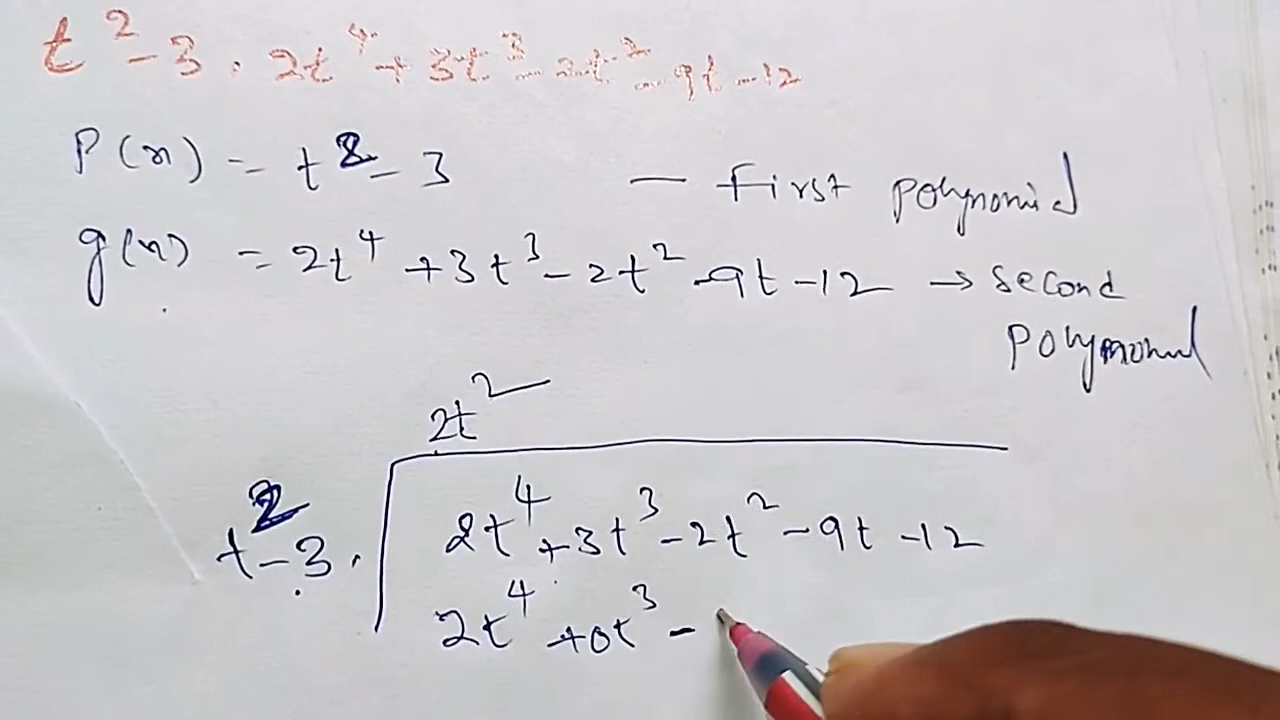 t² - 3 . 2t⁴ + 3t³ - 2t² - 9t - 12
P(x) = t² - 3 — First polynomial
g(x) = 2t⁴ + 3t³ - 2t² - 9t - 12 → second
polynomial
2t²
t² - 3 . 2t⁴ + 3t³ - 2t² - 9t - 12
2t⁴ + 0t³ -